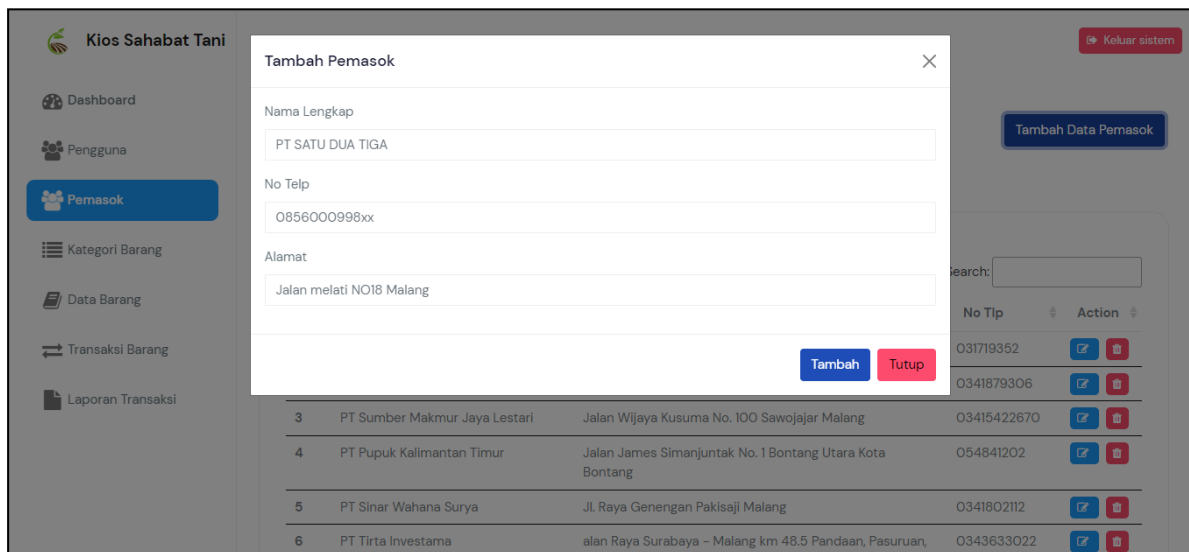 Kios Sahabat Tani
Keluar sistem
Tambah Pemasok
Dashboard
Nama Lengkap
PT SATU DUA TIGA
Tambah Data Pemasok
Pengguna
No Telp
Pemasok
0856000998xx
Kategori Barang
Alamat
Search:
Jalan melati NO18 Malang
Data Barang
No Tlp Action
Transaksi Barang
031719352
Tambah Tutup
0341879306
Laporan Transaksi
3 PT Sumber Makmur Jaya Lestari Jalan Wijaya Kusuma No. 100 Sawojajar Malang 03415422670
4 PT Pupuk Kalimantan Timur Jalan James Simanjuntak No. 1 Bontang Utara Kota 054841202
Bontang
5 PT Sinar Wahana Surya Jl. Raya Genengan Pakisaji Malang 0341802112
6 PT Tirta Investama alan Raya Surabaya - Malang km 48.5 Pandaan, Pasuruan, 0343633022